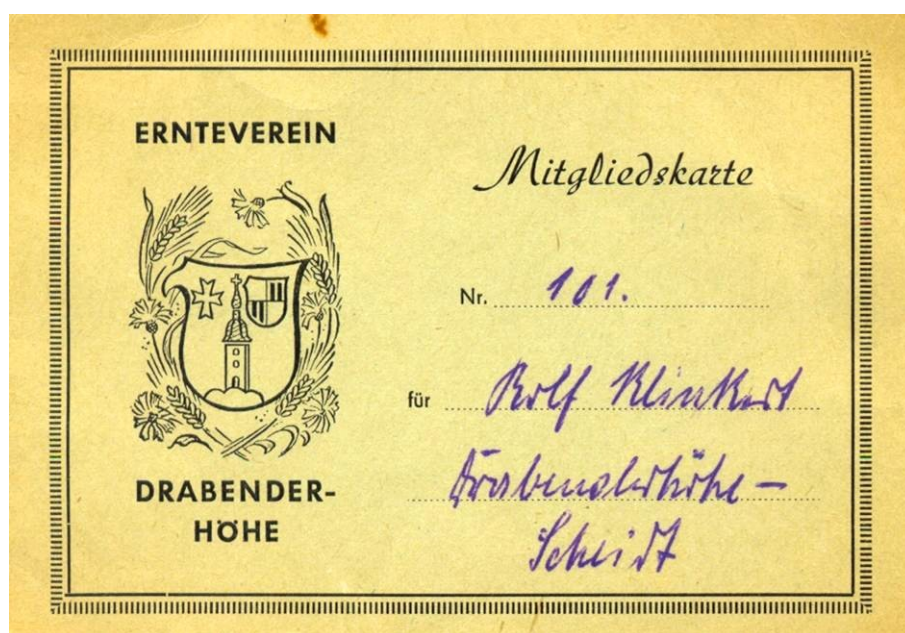 ERNTEVEREIN
DRABENDER-
HÖHE
Mitgliedskarte
Nr. 101.
für Rolf Klinkert
Drabenderhöhe-
Scheidt